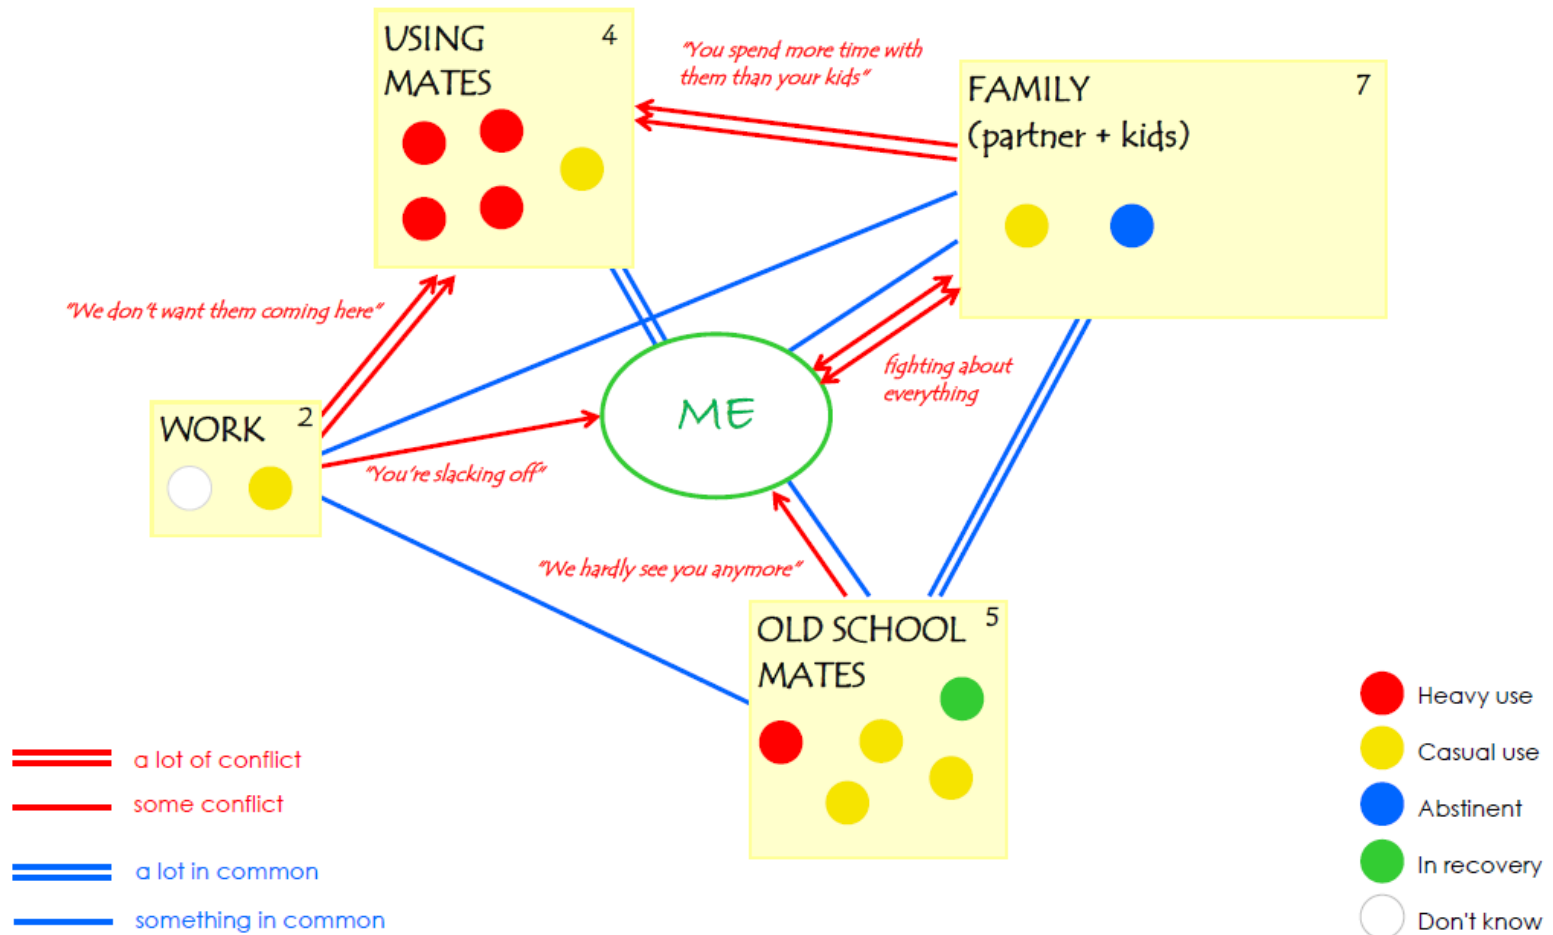 USING
MATES
4
"You spend more time with
them than your kids"
FAMILY
(partner + kids)
7
"We don't want them coming here"
WORK
2
"You're slacking off"
ME
fighting about
everything
"We hardly see you anymore"
OLD SCHOOL
MATES
5
a lot of conflict
some conflict
a lot in common
something in common
Heavy use
Casual use
Abstinent
In recovery
Don't know